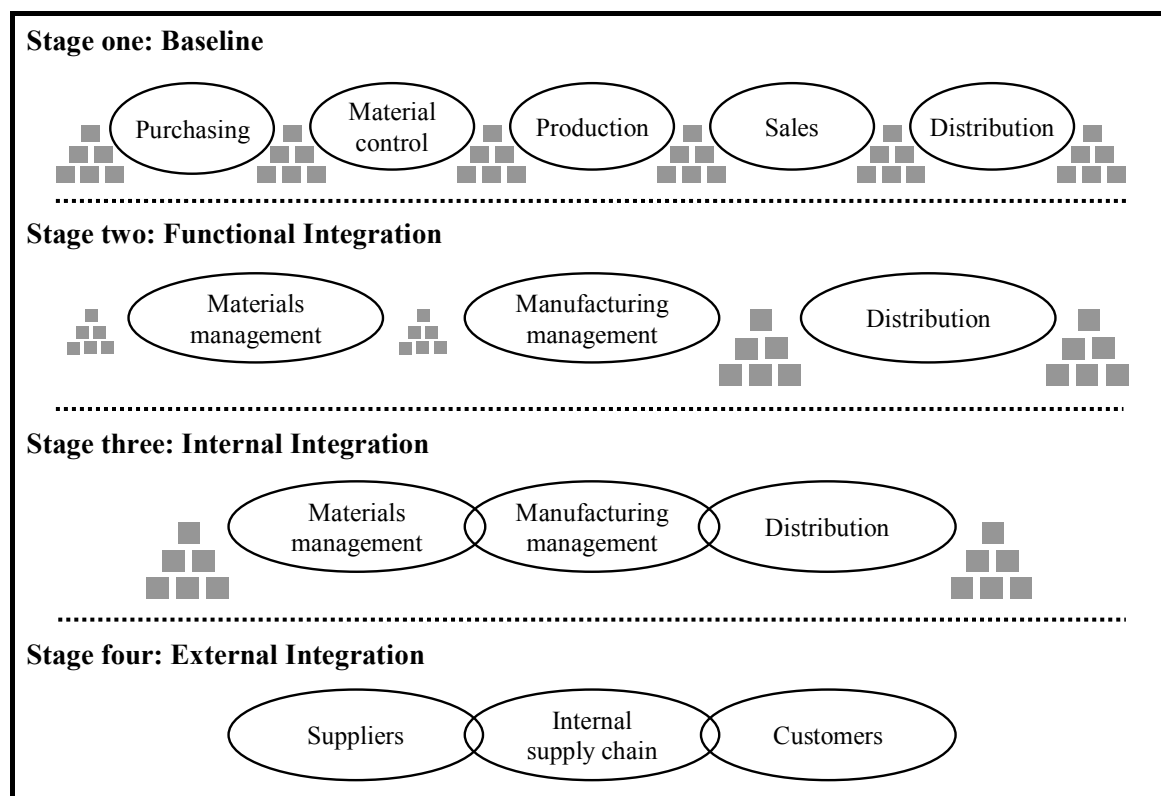 Stage one: Baseline
Purchasing
Material
control
Production
Sales
Distribution
Stage two: Functional Integration
Materials
management
Manufacturing
management
Distribution
Stage three: Internal Integration
Materials
management
Manufacturing
management
Distribution
Stage four: External Integration
Suppliers
Internal
supply chain
Customers